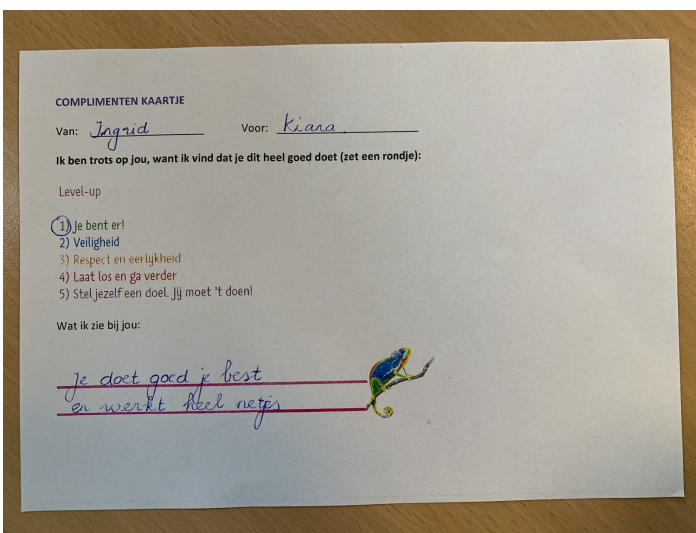 COMPLIMENTEN KAARTJE
Van: Ingrid Voor: Kiana
Ik ben trots op jou, want ik vind dat je dit heel goed doet (zet een rondje):
Level-up
1) Je bent er!
2) Veiligheid
3) Respect en eerlijkheid
4) Laat los en ga verder
5) Stel jezelf een doel. Jij moet 't doen!
Wat ik zie bij jou:
Je doet goed je best
en werkt heel netjes